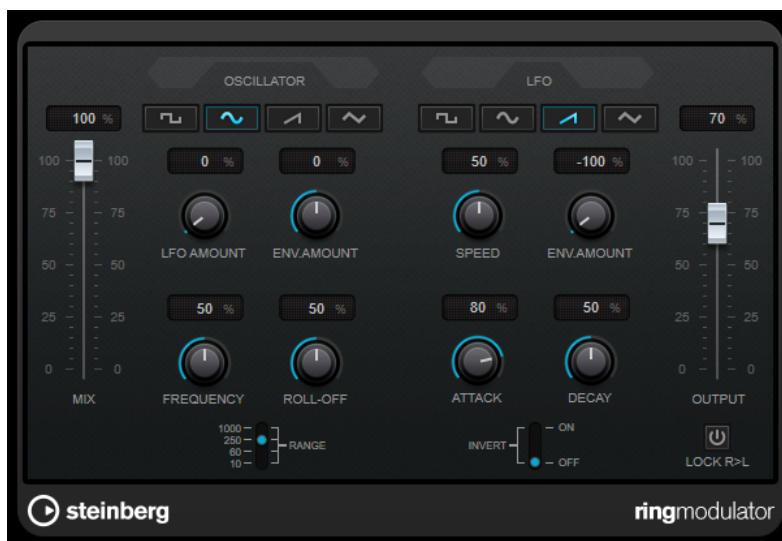 OSCILLATOR LFO
100 % 70 %
0 % 0 % 50 % -100 %
100 100 100 100
75 75 75 75
LFO AMOUNT ENV.AMOUNT SPEED ENV.AMOUNT
50 50 50 50
50 % 50 % 80 % 50 %
25 25 25 25
0 0 0 0
MIX FREQUENCY ROLL-OFF ATTACK DECAY OUTPUT
1000
250
60
10
RANGE
INVERT
ON
OFF
LOCK R>L
steinberg ringmodulator